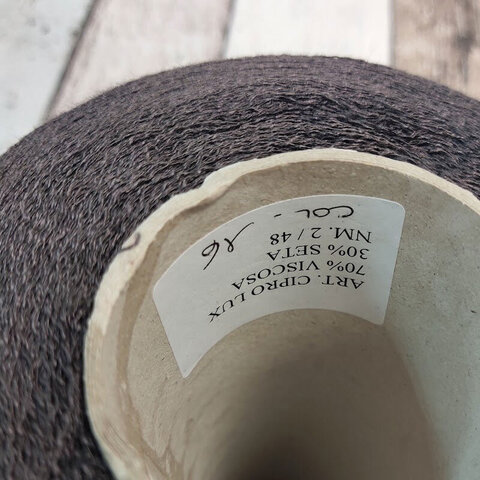 ART. CIPRO LUX
70% VISCOSA
30% SETA
NM. 2 / 48
COL - 16